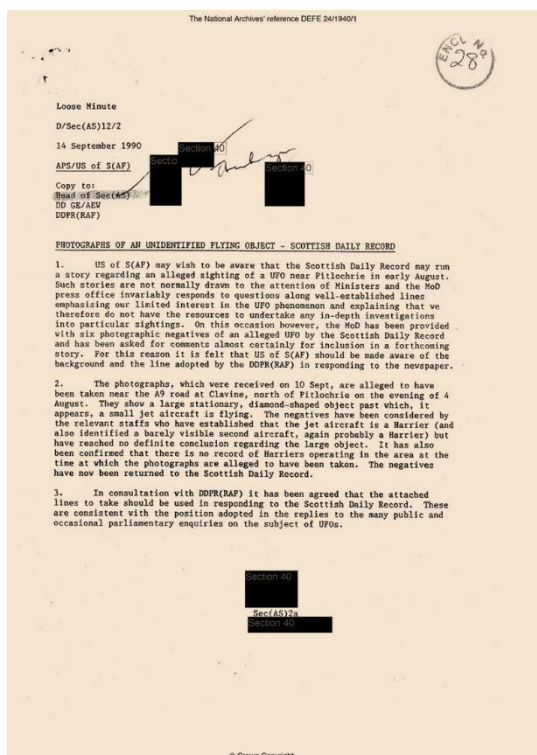 The National Archives' reference DEFE 24/1940/1
ENCL No.
28
Loose Minute
D/Sec(AS)12/2
14 September 1990
Section 40
APS/US of S(AF)
Sectio
Section 40
Copy to:
Head of Sec(AS)
DD GE/AEW
DDPR(RAF)
PHOTOGRAPHS OF AN UNIDENTIFIED FLYING OBJECT - SCOTTISH DAILY RECORD
1. US of S(AF) may wish to be aware that the Scottish Daily Record may run
a story regarding an alleged sighting of a UFO near Pitlochrie in early August.
Such stories are not normally drawn to the attention of Ministers and the MoD
press office invariably responds to questions along well-established lines
emphasising our limited interest in the UFO phenomenon and explaining that we
therefore do not have the resources to undertake any in-depth investigations
into particular sightings. On this occasion however, the MoD has been provided
with six photographic negatives of an alleged UFO by the Scottish Daily Record
and has been asked for comments almost certainly for inclusion in a forthcoming
story. For this reason it is felt that US of S(AF) should be made aware of the
background and the line adopted by the DDPR(RAF) in responding to the newspaper.
2. The photographs, which were received on 10 Sept, are alleged to have
been taken near the A9 road at Clavine, north of Pitlochrie on the evening of 4
August. They show a large stationary, diamond-shaped object past which, it
appears, a small jet aircraft is flying. The negatives have been considered by
the relevant staffs who have established that the jet aircraft is a Harrier (and
also identified a barely visible second aircraft, again probably a Harrier) but
have reached no definite conclusion regarding the large object. It has also
been confirmed that there is no record of Harriers operating in the area at the
time at which the photographs are alleged to have been taken. The negatives
have now been returned to the Scottish Daily Record.
3. In consultation with DDPR(RAF) it has been agreed that the attached
lines to take should be used in responding to the Scottish Daily Record. These
are consistent with the position adopted in the replies to the many public and
occasional parliamentary enquiries on the subject of UFOs.
Section 40
Sec(AS)2a
Section 40
© Crown Copyright